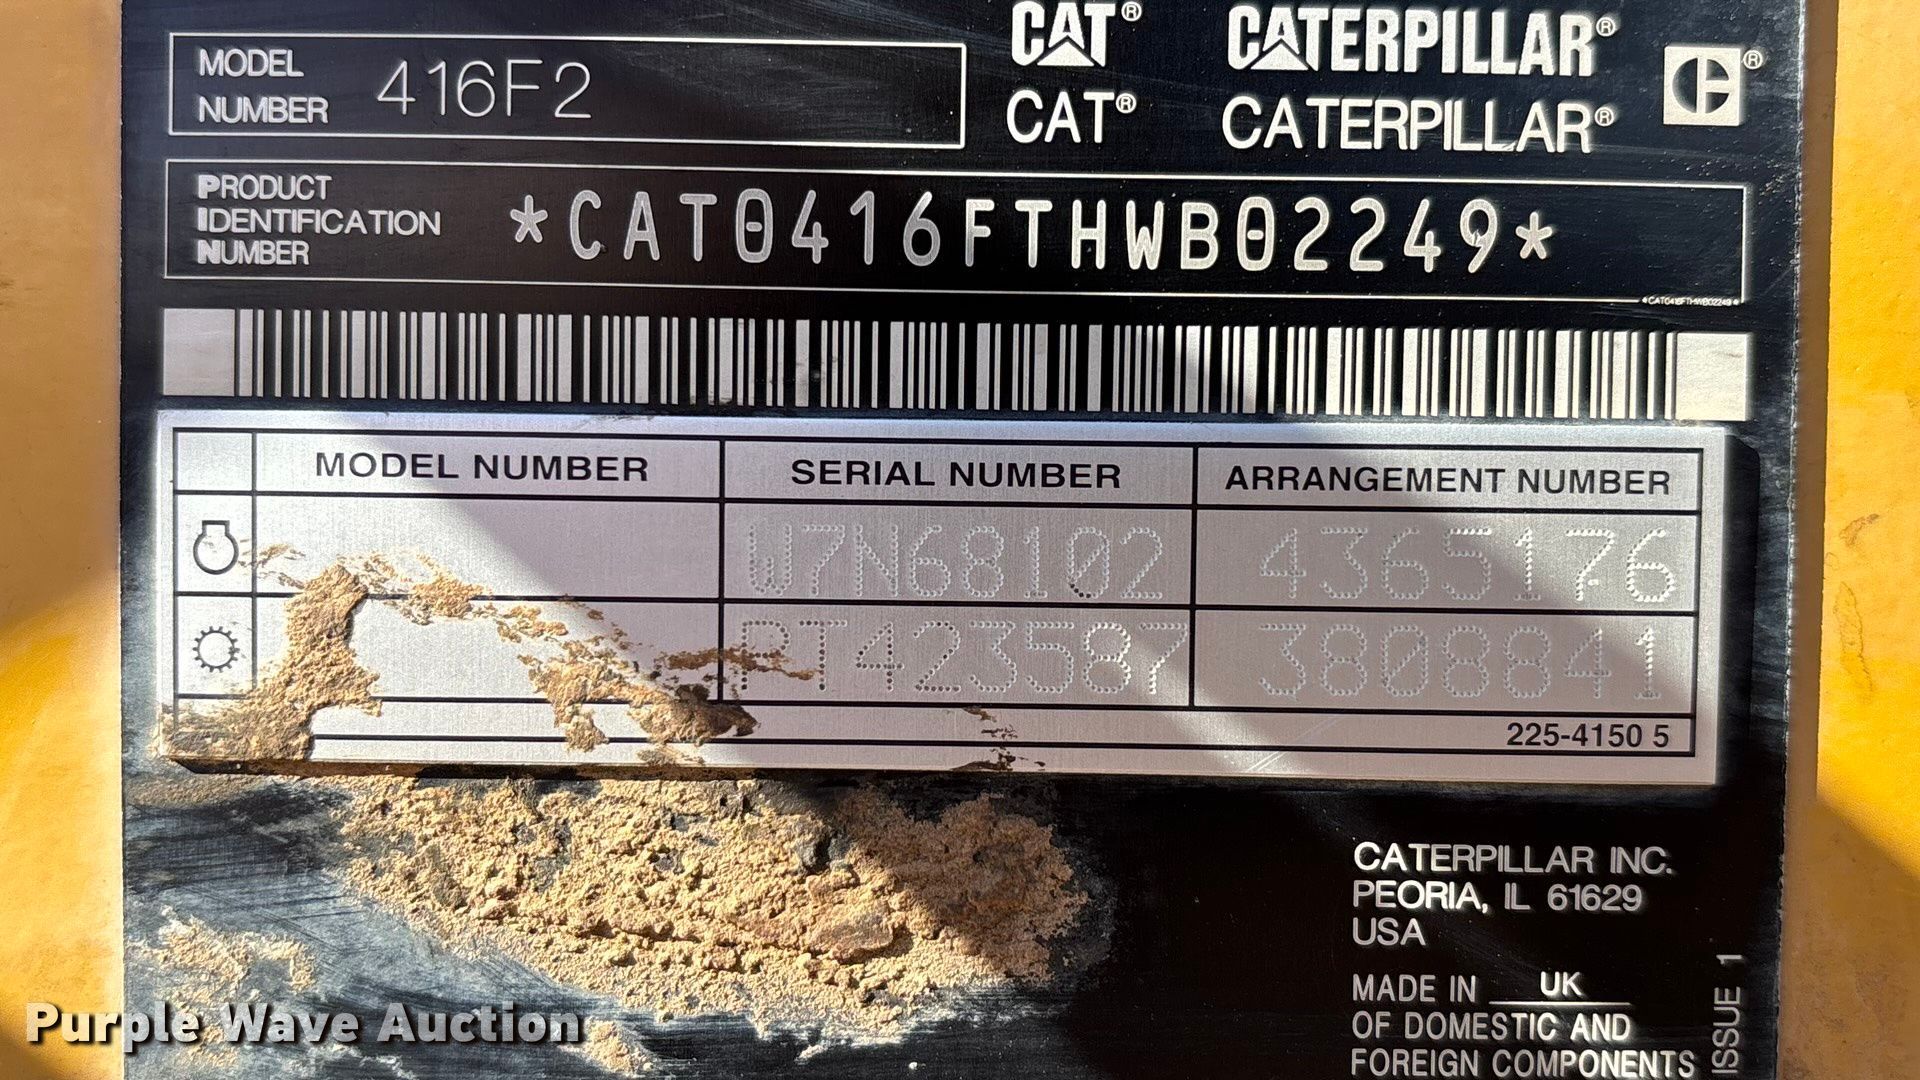 MODEL NUMBER 416F2
CAT® CATERPILLAR®
CAT® CATERPILLAR®
PRODUCT IDENTIFICATION NUMBER *CAT0416FTHWB02249*
*CAT0416FTHWB02249*
MODEL NUMBER SERIAL NUMBER ARRANGEMENT NUMBER
W7N68102 4365176
PT423587 3808841
225-4150 5
CATERPILLAR INC.
PEORIA, IL 61629
USA
MADE IN UK
OF DOMESTIC AND
FOREIGN COMPONENTS
ISSUE 1
Purple Wave Auction